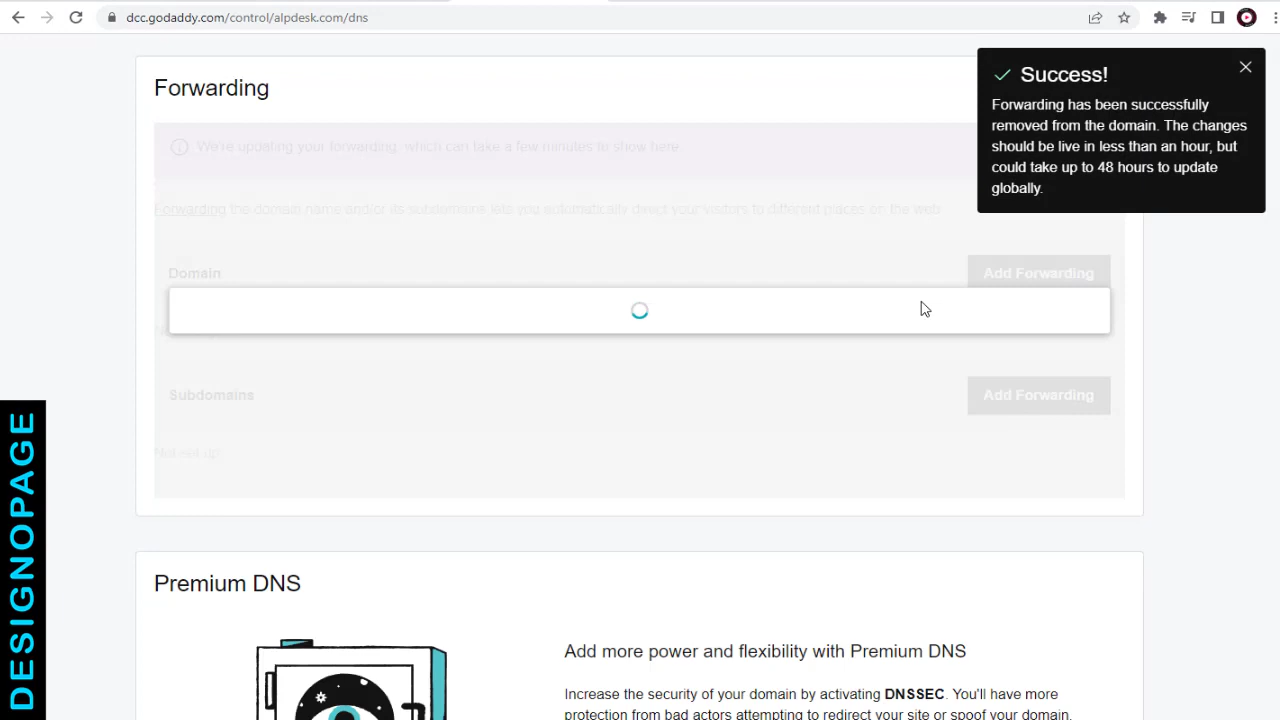 dcc.godaddy.com/control/alpdesk.com/dns
Forwarding
Success!
Forwarding has been successfully
removed from the domain. The changes
should be live in less than an hour, but
could take up to 48 hours to update
globally.
We're updating your forwarding, which can take a few minutes to show here
Forwarding the domain name and/or its subdomains lets you automatically direct your visitors to different places on the web
Domain
Add Forwarding
Subdomains
Add Forwarding
Not set up
Premium DNS
Add more power and flexibility with Premium DNS
Increase the security of your domain by activating DNSSEC. You'll have more
protection from bad actors attempting to redirect your site or spoof your domain.
DESIGNOPAGE